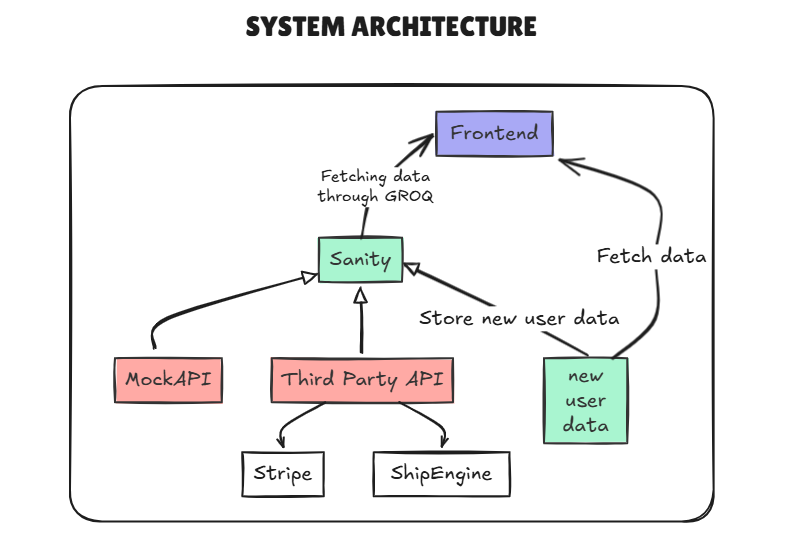 SYSTEM ARCHITECTURE
Frontend
Fetching data
through GROQ
Fetch data
Sanity
Store new user data
MockAPI
Third Party API
new
user
data
Stripe
ShipEngine